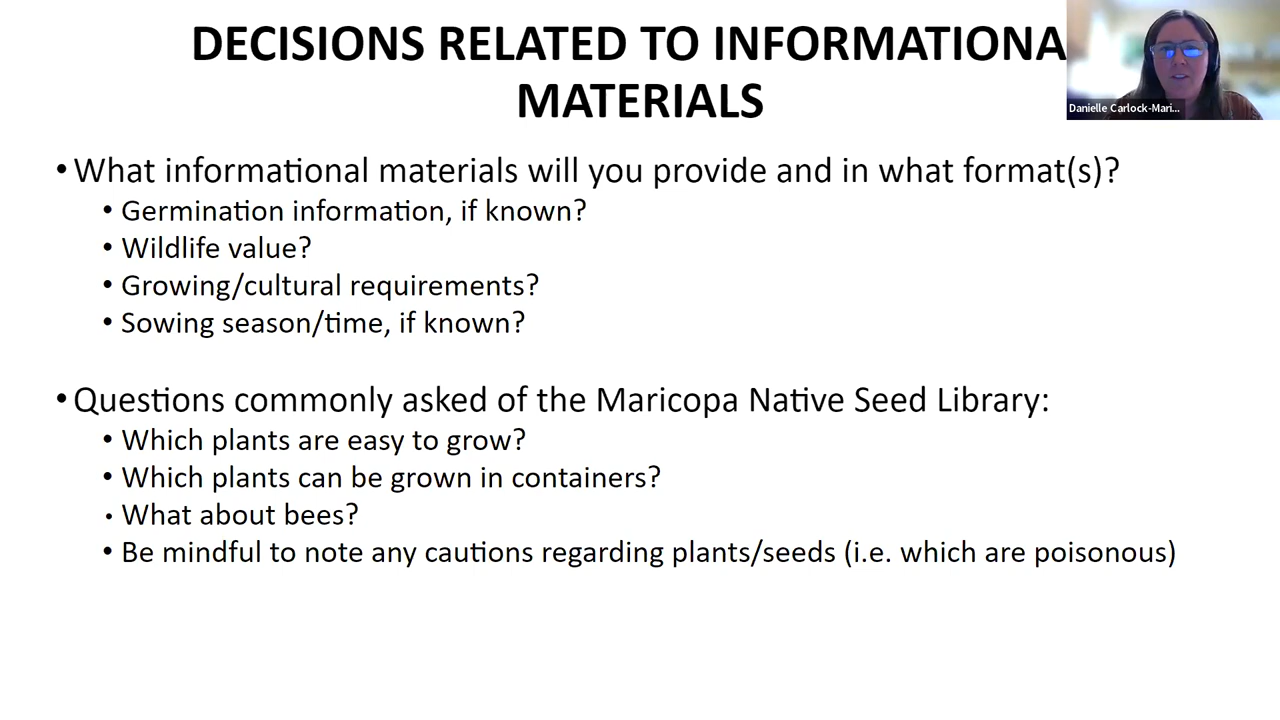 DECISIONS RELATED TO INFORMATIONA
MATERIALS
Danielle Carlock-Mari...
• What informational materials will you provide and in what format(s)?
• Germination information, if known?
• Wildlife value?
• Growing/cultural requirements?
• Sowing season/time, if known?
• Questions commonly asked of the Maricopa Native Seed Library:
• Which plants are easy to grow?
• Which plants can be grown in containers?
• What about bees?
• Be mindful to note any cautions regarding plants/seeds (i.e. which are poisonous)